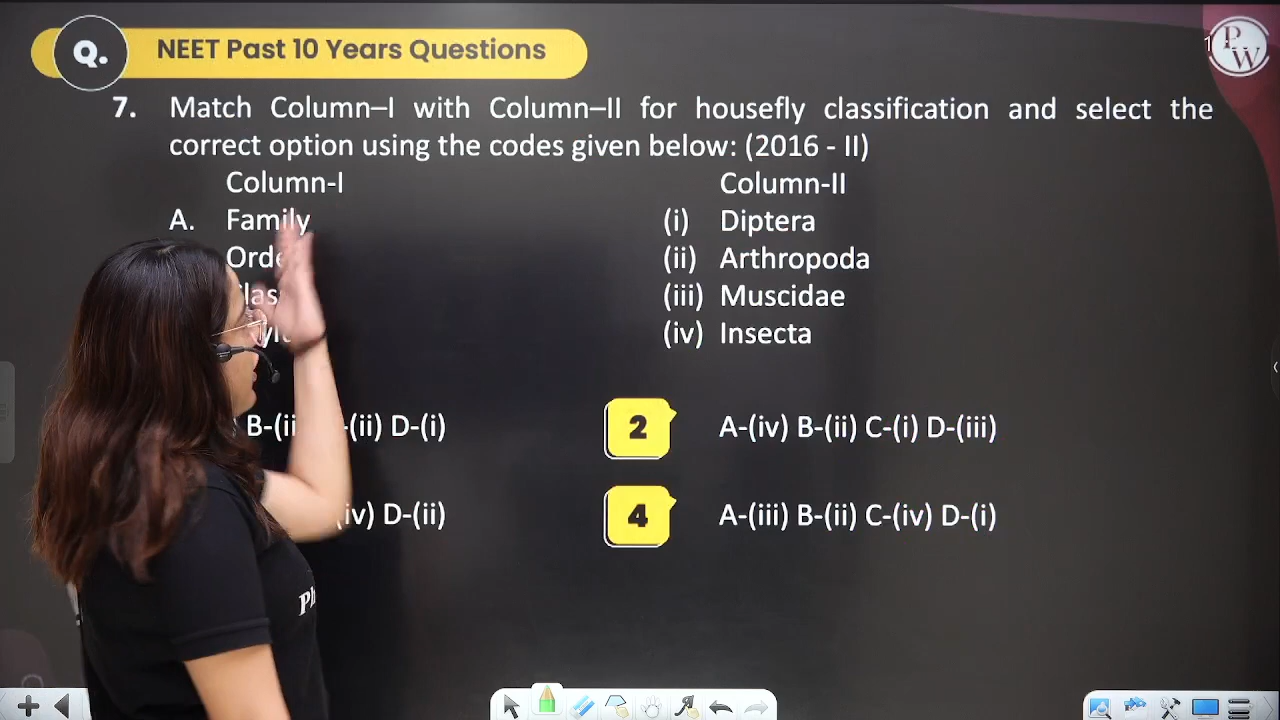 Q. NEET Past 10 Years Questions
PW
7. Match Column–I with Column–II for housefly classification and select the
correct option using the codes given below: (2016 - II)
Column-I Column-II
A. Family (i) Diptera
(ii) Arthropoda
(iii) Muscidae
(iv) Insecta
D-(i) 2 A-(iv) B-(ii) C-(i) D-(iii)
D-(ii) 4 A-(iii) B-(ii) C-(iv) D-(i)